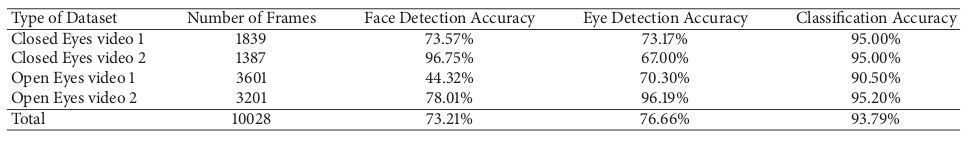 Type of Dataset Number of Frames Face Detection Accuracy Eye Detection Accuracy Classification Accuracy
Closed Eyes video 1 1839 73.57% 73.17% 95.00%
Closed Eyes video 2 1387 96.75% 67.00% 95.00%
Open Eyes video 1 3601 44.32% 70.30% 90.50%
Open Eyes video 2 3201 78.01% 96.19% 95.20%
Total 10028 73.21% 76.66% 93.79%